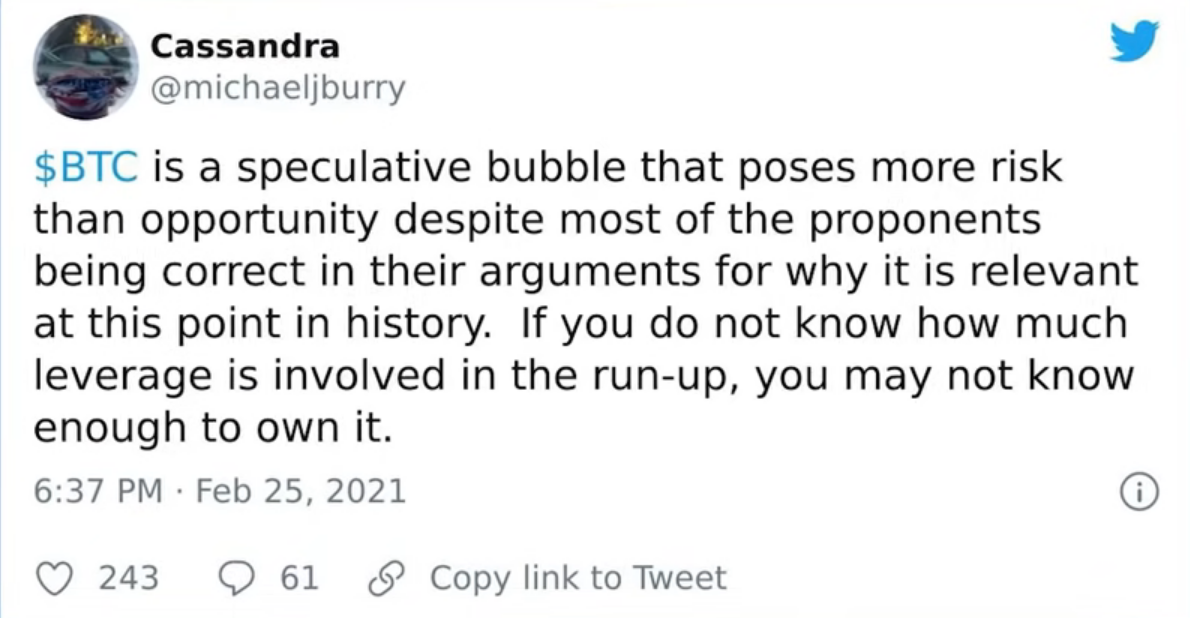 Cassandra
@michaeljburry
$BTC is a speculative bubble that poses more risk
than opportunity despite most of the proponents
being correct in their arguments for why it is relevant
at this point in history.  If you do not know how much
leverage is involved in the run-up, you may not know
enough to own it.
6:37 PM · Feb 25, 2021
243 61 Copy link to Tweet